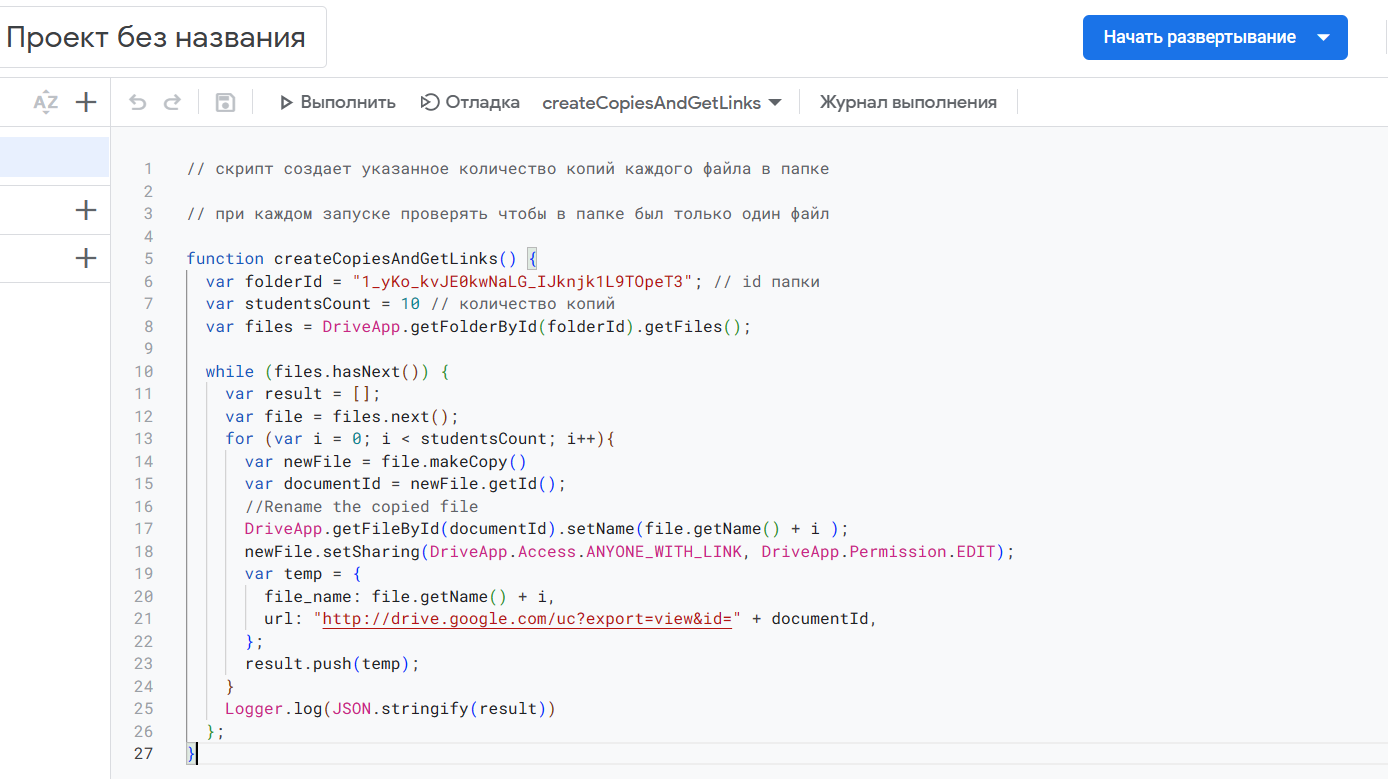 Проект без названия
Начать развертывание
AZ
Выполнить Отладка createCopiesAndGetLinks Журнал выполнения
1 // скрипт создает указанное количество копий каждого файла в папке
2
3 // при каждом запуске проверять чтобы в папке был только один файл
4
5 function createCopiesAndGetLinks() {
6 var folderId = "1_yKo_kvJE0kwNaLG_IJknjk1L9TOpeT3"; // id папки
7 var studentsCount = 10 // количество копий
8 var files = DriveApp.getFolderById(folderId).getFiles();
9
10 while (files.hasNext()) {
11 var result = [];
12 var file = files.next();
13 for (var i = 0; i < studentsCount; i++){
14 var newFile = file.makeCopy()
15 var documentId = newFile.getId();
16 //Rename the copied file
17 DriveApp.getFileById(documentId).setName(file.getName() + i );
18 newFile.setSharing(DriveApp.Access.ANYONE_WITH_LINK, DriveApp.Permission.EDIT);
19 var temp = {
20 file_name: file.getName() + i,
21 url: "http://drive.google.com/uc?export=view&id=" + documentId,
22 };
23 result.push(temp);
24 }
25 Logger.log(JSON.stringify(result))
26 };
27 }